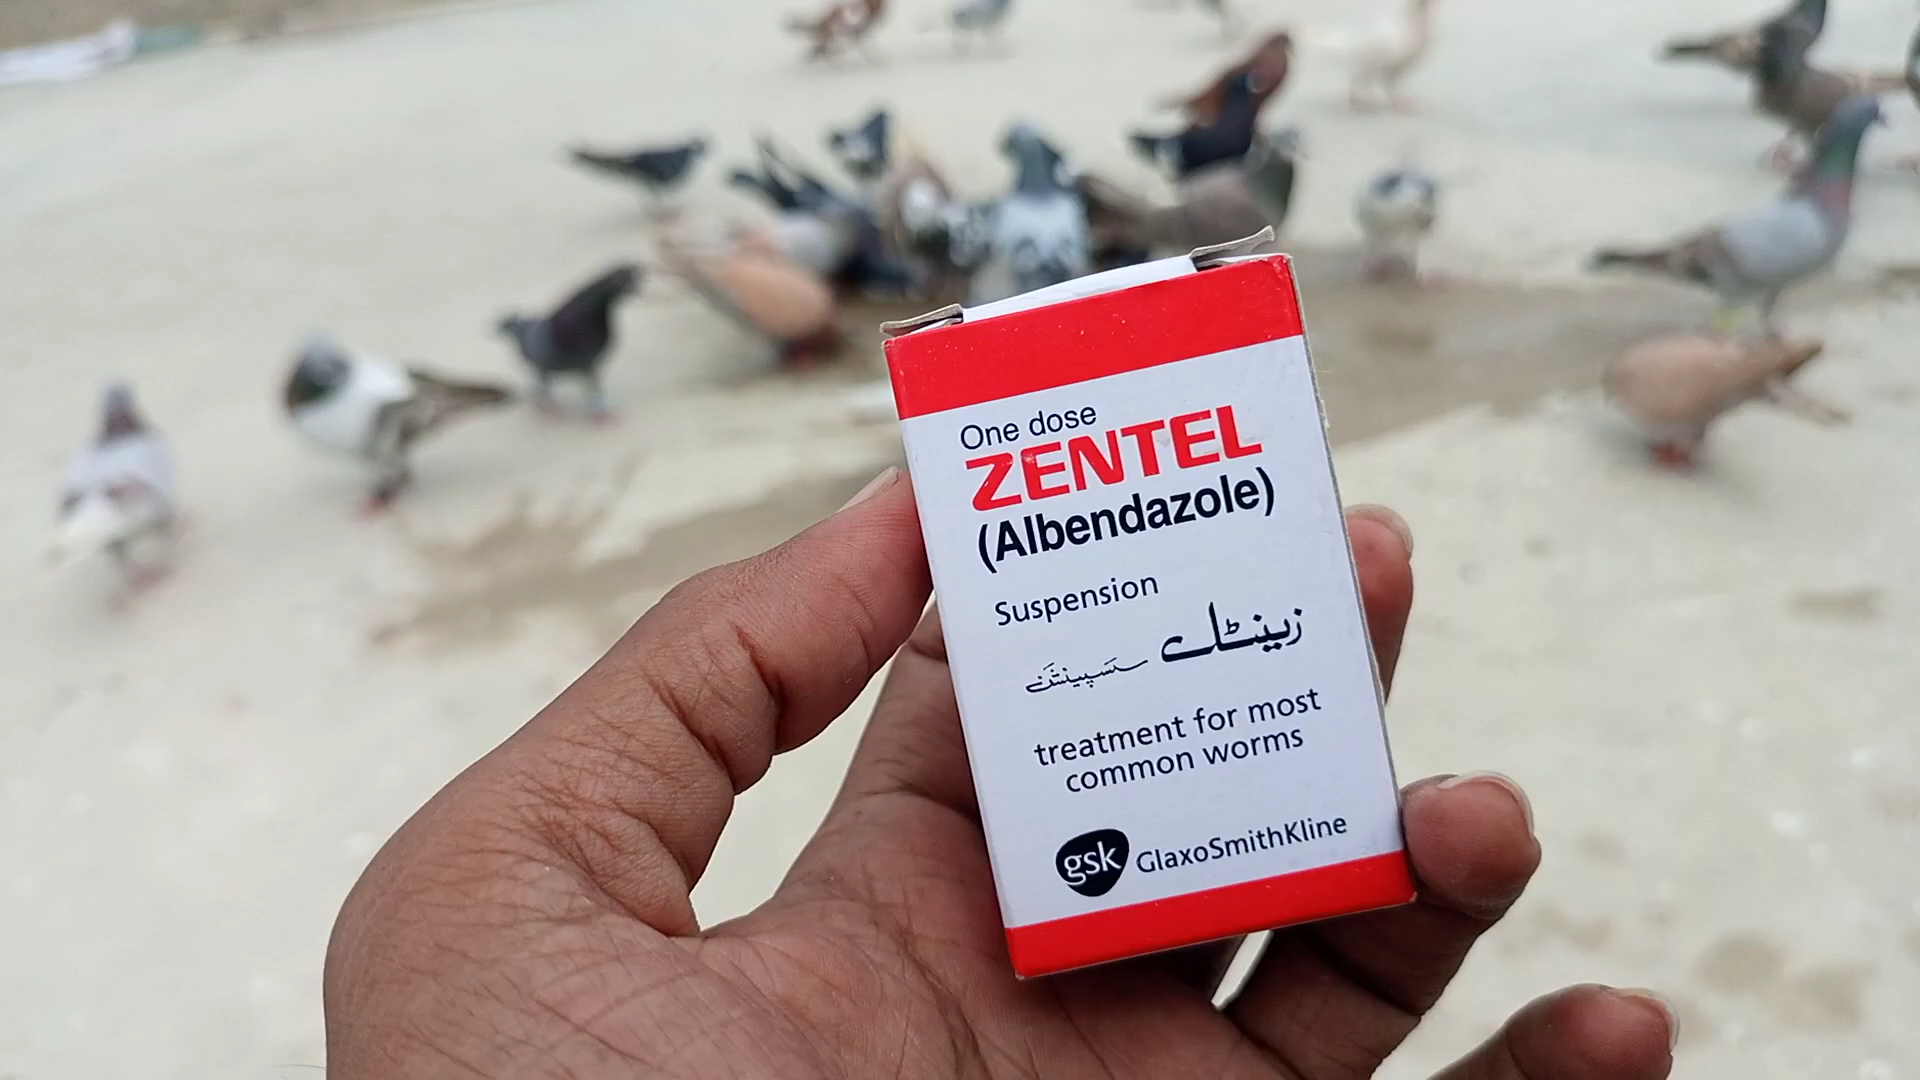 One dose
ZENTEL
(Albendazole)
Suspension
زینٹل سسپینشن
treatment for most
common worms
gsk GlaxoSmithKline